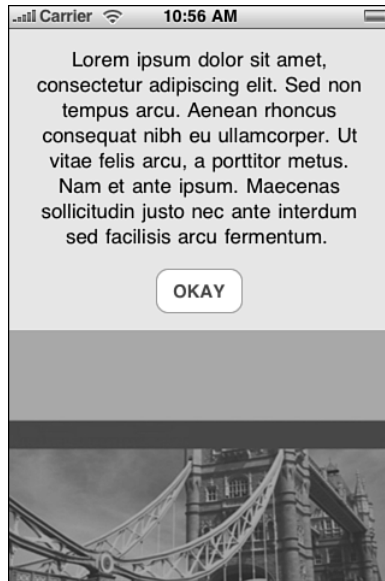 Carrier 10:56 AM
Lorem ipsum dolor sit amet,
consectetur adipiscing elit. Sed non
tempus arcu. Aenean rhoncus
consequat nibh eu ullamcorper. Ut
vitae felis arcu, a porttitor metus.
Nam et ante ipsum. Maecenas
sollicitudin justo nec ante interdum
sed facilisis arcu fermentum.
OKAY